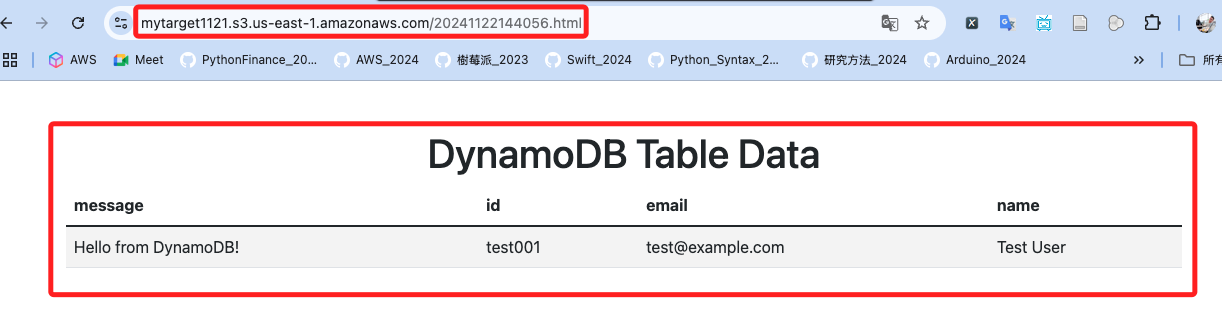 mytarget1121.s3.us-east-1.amazonaws.com/20241122144056.html
AWS Meet PythonFinance_20... AWS_2024 樹莓派_2023 Swift_2024 Python_Syntax_2... 研究方法_2024 Arduino_2024 » 所有
DynamoDB Table Data
message id email name
Hello from DynamoDB! test001 test@example.com Test User